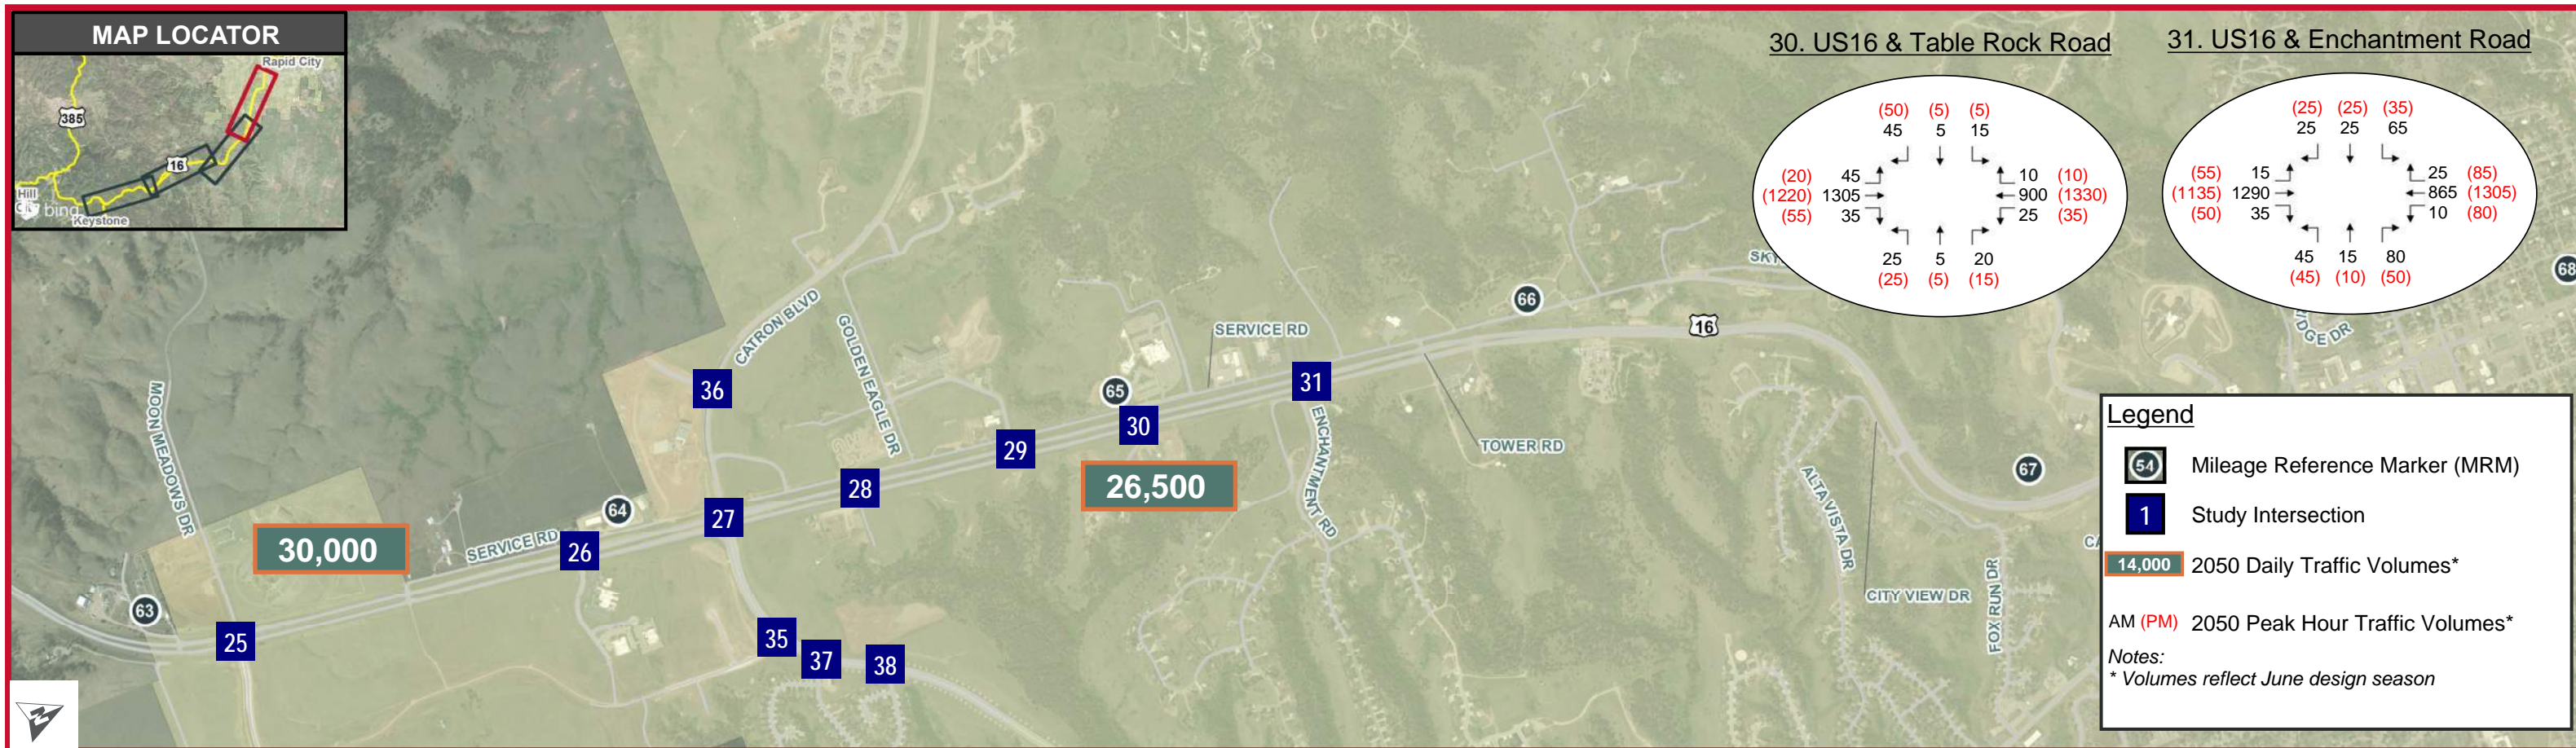 MAP LOCATOR
Rapid City
385
16
Hill
bing
Keystone
30. US16 & Table Rock Road
(50) (5) (5)
45 5 15
(20) 45
(1220) 1305
(55) 35
10 (10)
900 (1330)
25 (35)
25 5 20
(25) (5) (15)
31. US16 & Enchantment Road
(25) (25) (35)
25 25 65
(55) 15
(1135) 1290
(50) 35
25 (85)
865 (1305)
10 (80)
45 15 80
(45) (10) (50)
SKY
68
66
16
SERVICE RD
CATRON BLVD
GOLDEN EAGLE DR
36
65
31
30
29
28
27
26
25
64
63
MOON MEADOWS DR
30,000
SERVICE RD
26,500
ENCHANTMENT RD
TOWER RD
ALTA VISTA DR
CITY VIEW DR
FOX RUN DR
67
DGE DR
35
37
38
N
Legend
54 Mileage Reference Marker (MRM)
1 Study Intersection
14,000 2050 Daily Traffic Volumes*
AM (PM) 2050 Peak Hour Traffic Volumes*
Notes:
* Volumes reflect June design season